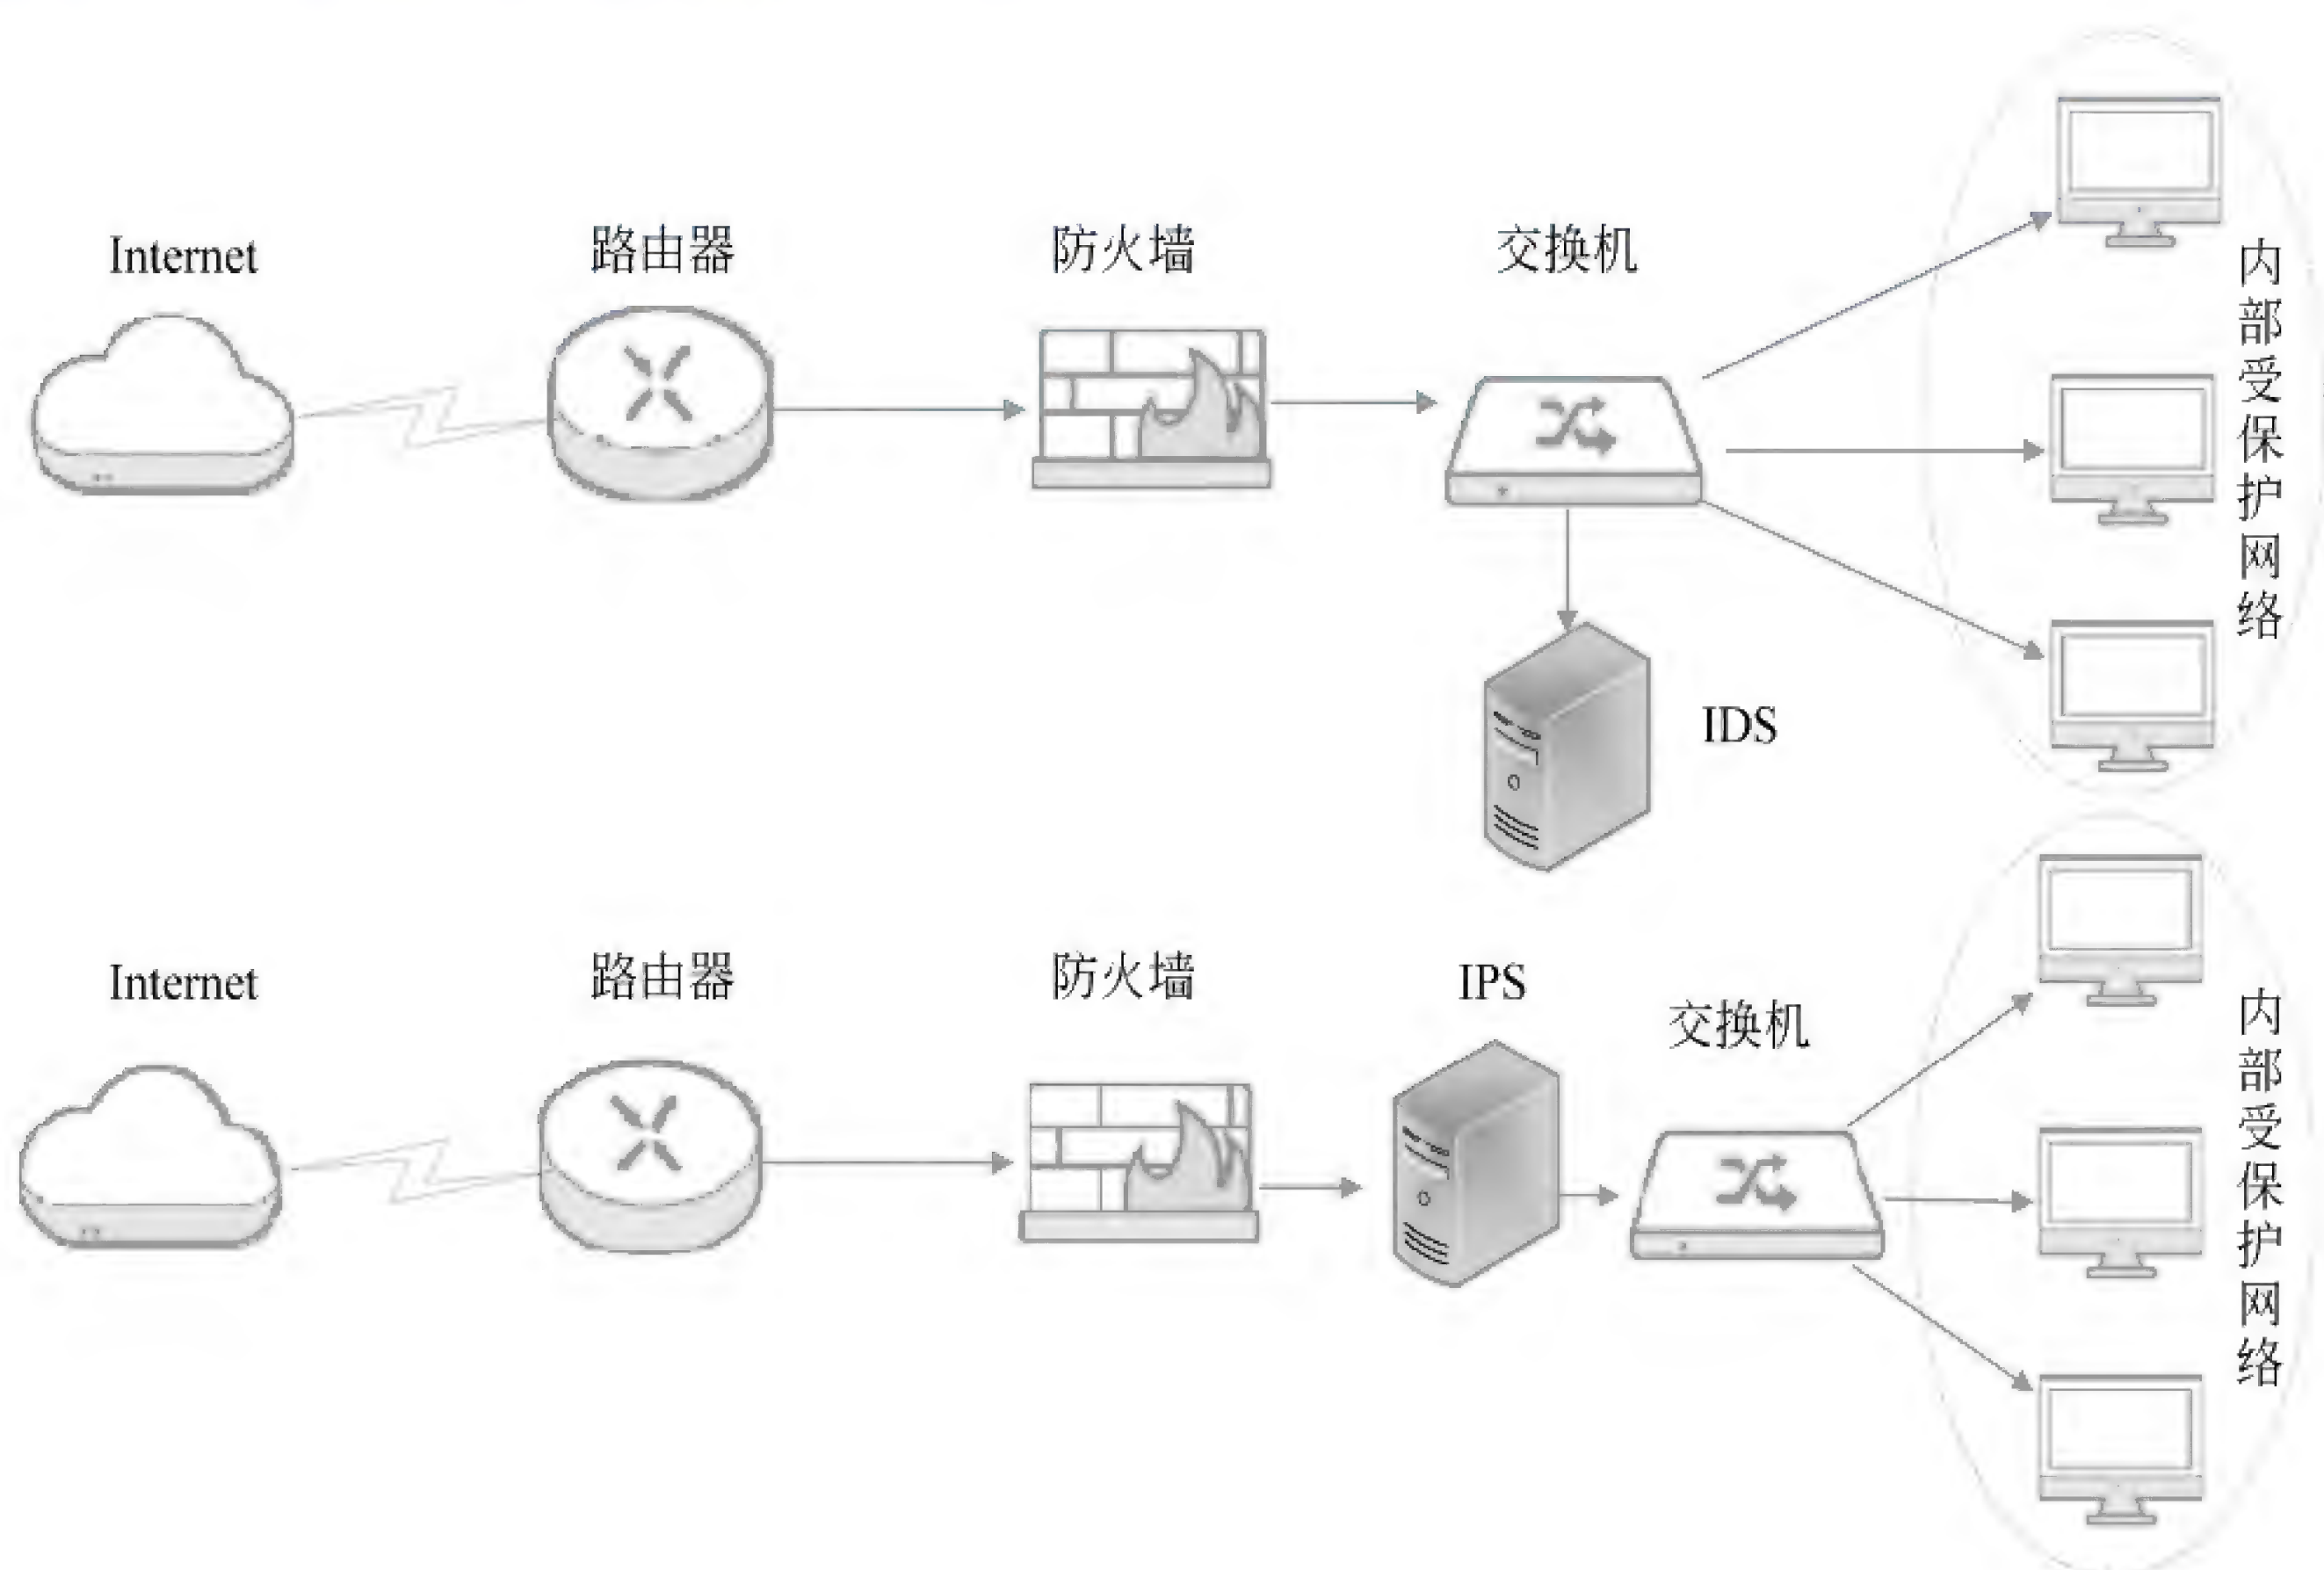 Internet
路由器
防火墙
交换机
内部受保护网络
IDS
Internet
路由器
防火墙
IPS
交换机
内部受保护网络